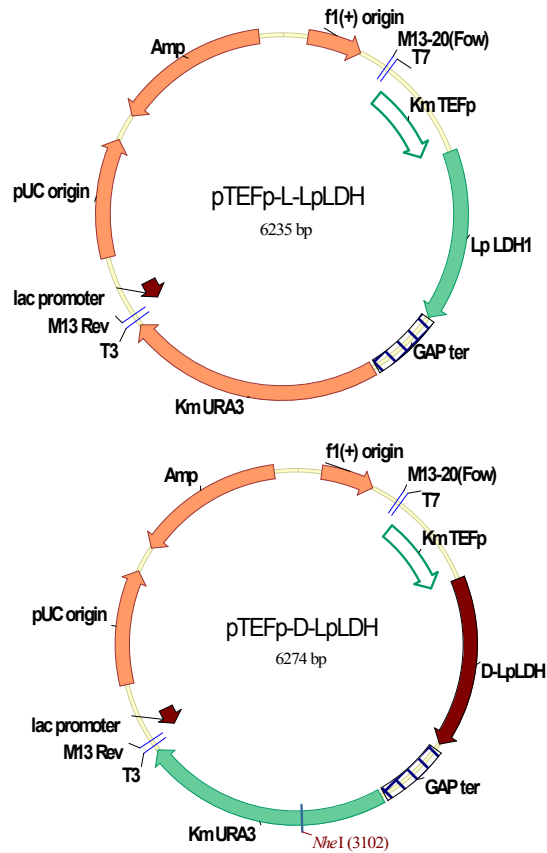 f1(+) origin
M13-20(Fow)
T7
Amp
Km TEFp
pUC origin
pTEFp-L-LpLDH
6235 bp
Lp LDH1
lac promoter
M13 Rev
T3
GAP ter
Km URA3
f1(+) origin
M13-20(Fow)
T7
Amp
Km TEFp
pUC origin
pTEFp-D-LpLDH
6274 bp
D-LpLDH
lac promoter
M13 Rev
T3
GAP ter
Km URA3
NheI (3102)